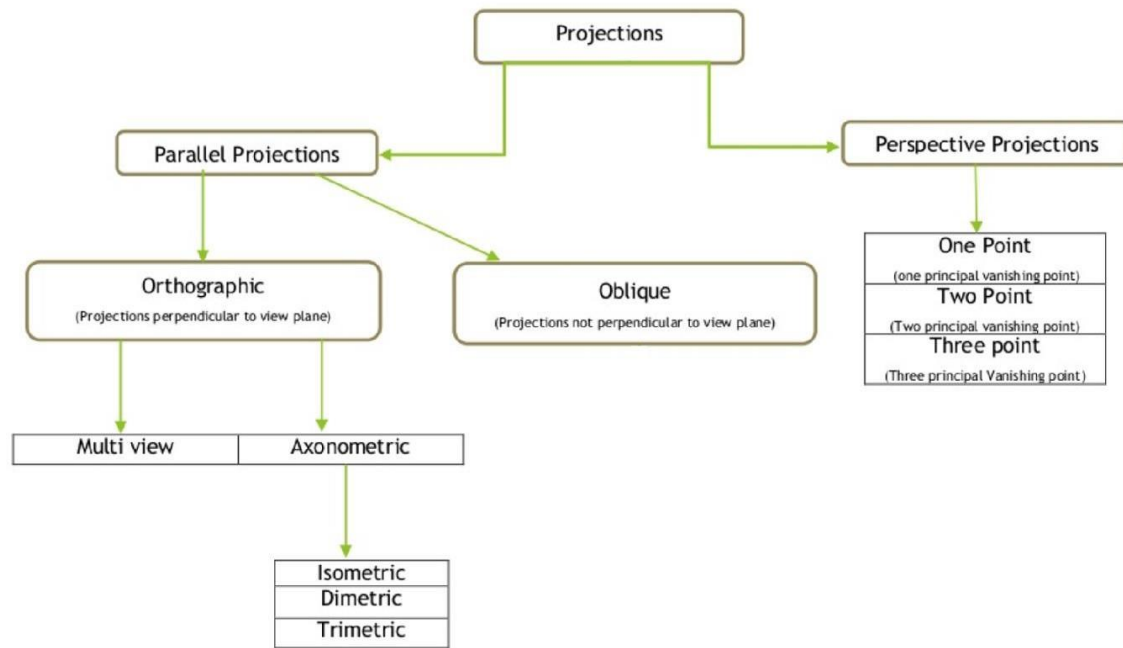 Projections
Parallel Projections
Perspective Projections
One Point
(one principal vanishing point)
Two Point
(Two principal vanishing point)
Three point
(Three principal Vanishing point)
Orthographic
(Projections perpendicular to view plane)
Oblique
(Projections not perpendicular to view plane)
Multi view
Axonometric
Isometric
Dimetric
Trimetric